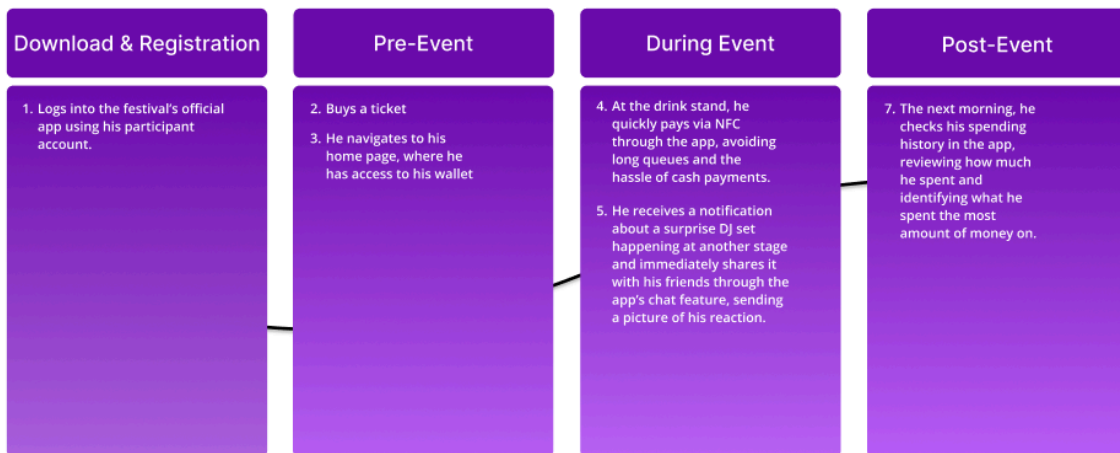 Download & Registration
1. Logs into the festival's official
app using his participant
account.
Pre-Event
2. Buys a ticket
3. He navigates to his
home page, where he
has access to his wallet
During Event
4. At the drink stand, he
quickly pays via NFC
through the app, avoiding
long queues and the
hassle of cash payments.
5. He receives a notification
about a surprise DJ set
happening at another stage
and immediately shares it
with his friends through the
app's chat feature, sending
a picture of his reaction.
Post-Event
7. The next morning, he
checks his spending
history in the app,
reviewing how much
he spent and
identifying what he
spent the most
amount of money on.